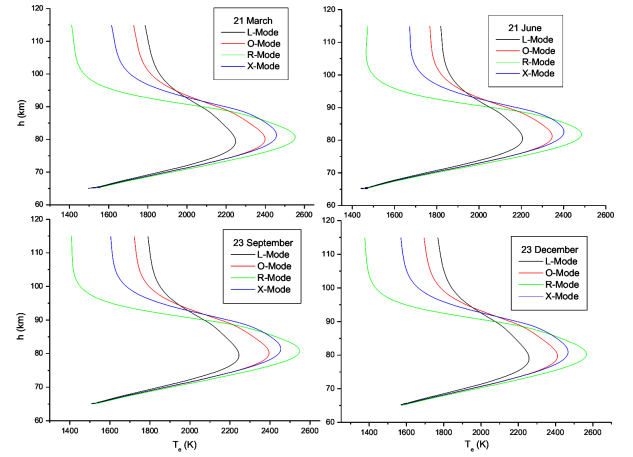 21 March
L-Mode
O-Mode
R-Mode
X-Mode
h (km)
120
110
100
90
80
70
60
1400 1600 1800 2000 2200 2400 2600
21 June
L-Mode
O-Mode
R-Mode
X-Mode
120
110
100
90
80
70
60
1400 1600 1800 2000 2200 2400 2600
23 September
L-Mode
O-Mode
R-Mode
X-Mode
h (km)
120
110
100
90
80
70
60
1400 1600 1800 2000 2200 2400 2600
Te (K)
23 December
L-Mode
O-Mode
R-Mode
X-Mode
120
110
100
90
80
70
60
1400 1600 1800 2000 2200 2400 2600
Te (K)